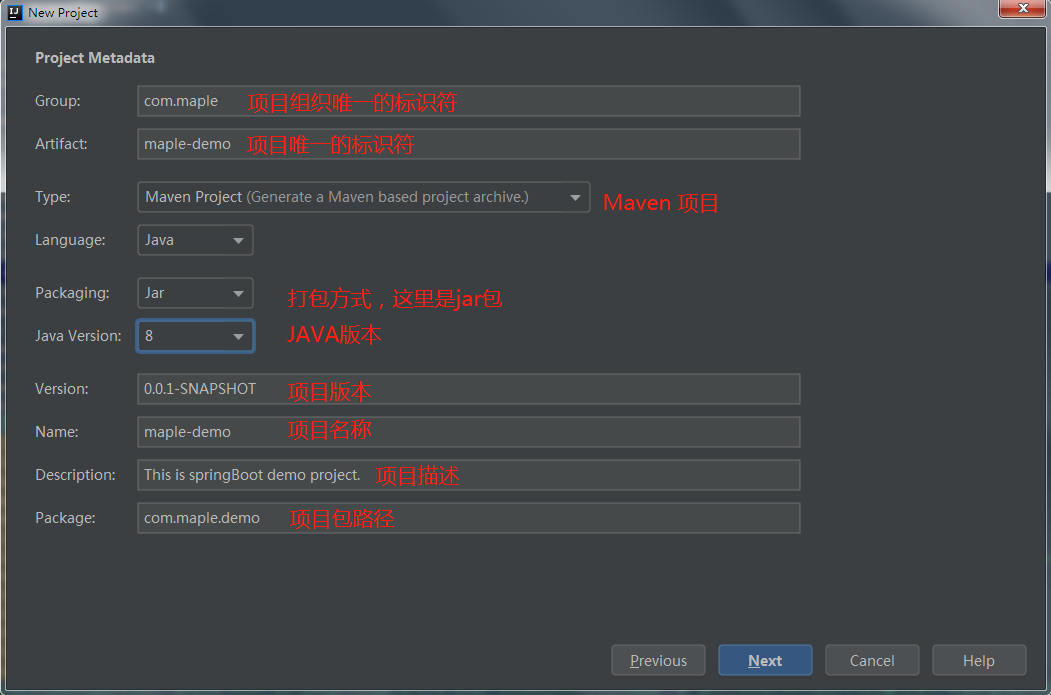 New Project
Project Metadata
Group: com.maple 项目组织唯一的标识符
Artifact: maple-demo 项目唯一的标识符
Type: Maven Project (Generate a Maven based project archive.) Maven 项目
Language: Java
Packaging: Jar 打包方式，这里是jar包
Java Version: 8 JAVA版本
Version: 0.0.1-SNAPSHOT 项目版本
Name: maple-demo 项目名称
Description: This is springBoot demo project. 项目描述
Package: com.maple.demo 项目包路径
Previous Next Cancel Help